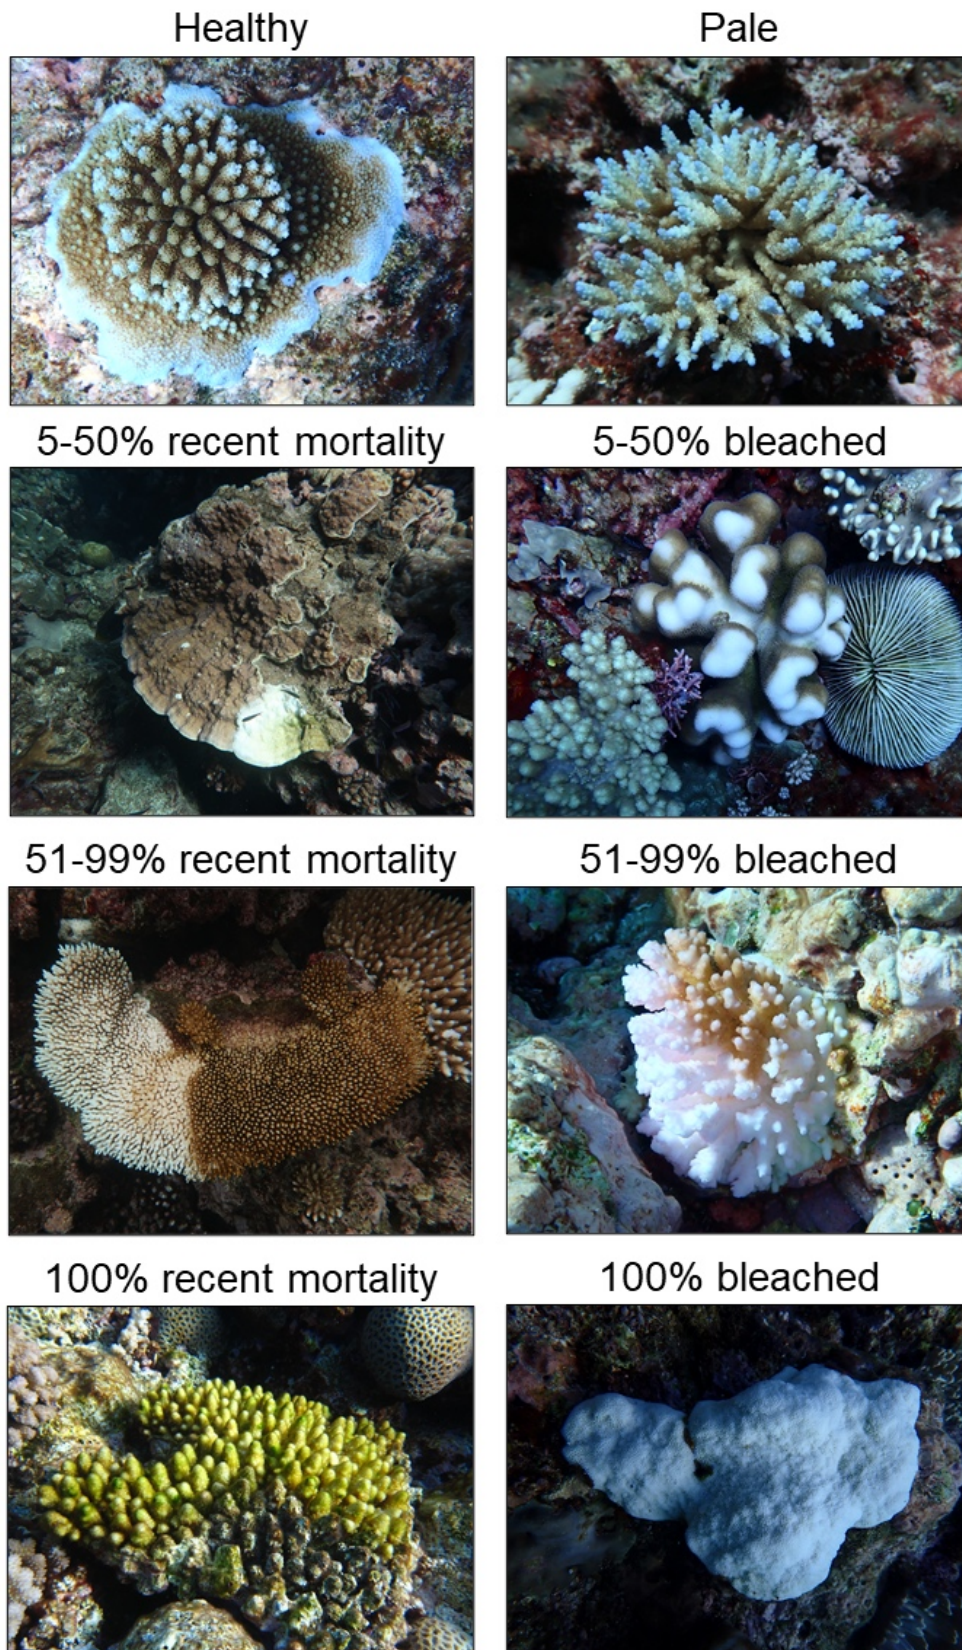 Healthy
Pale
5-50% recent mortality
5-50% bleached
51-99% recent mortality
51-99% bleached
100% recent mortality
100% bleached